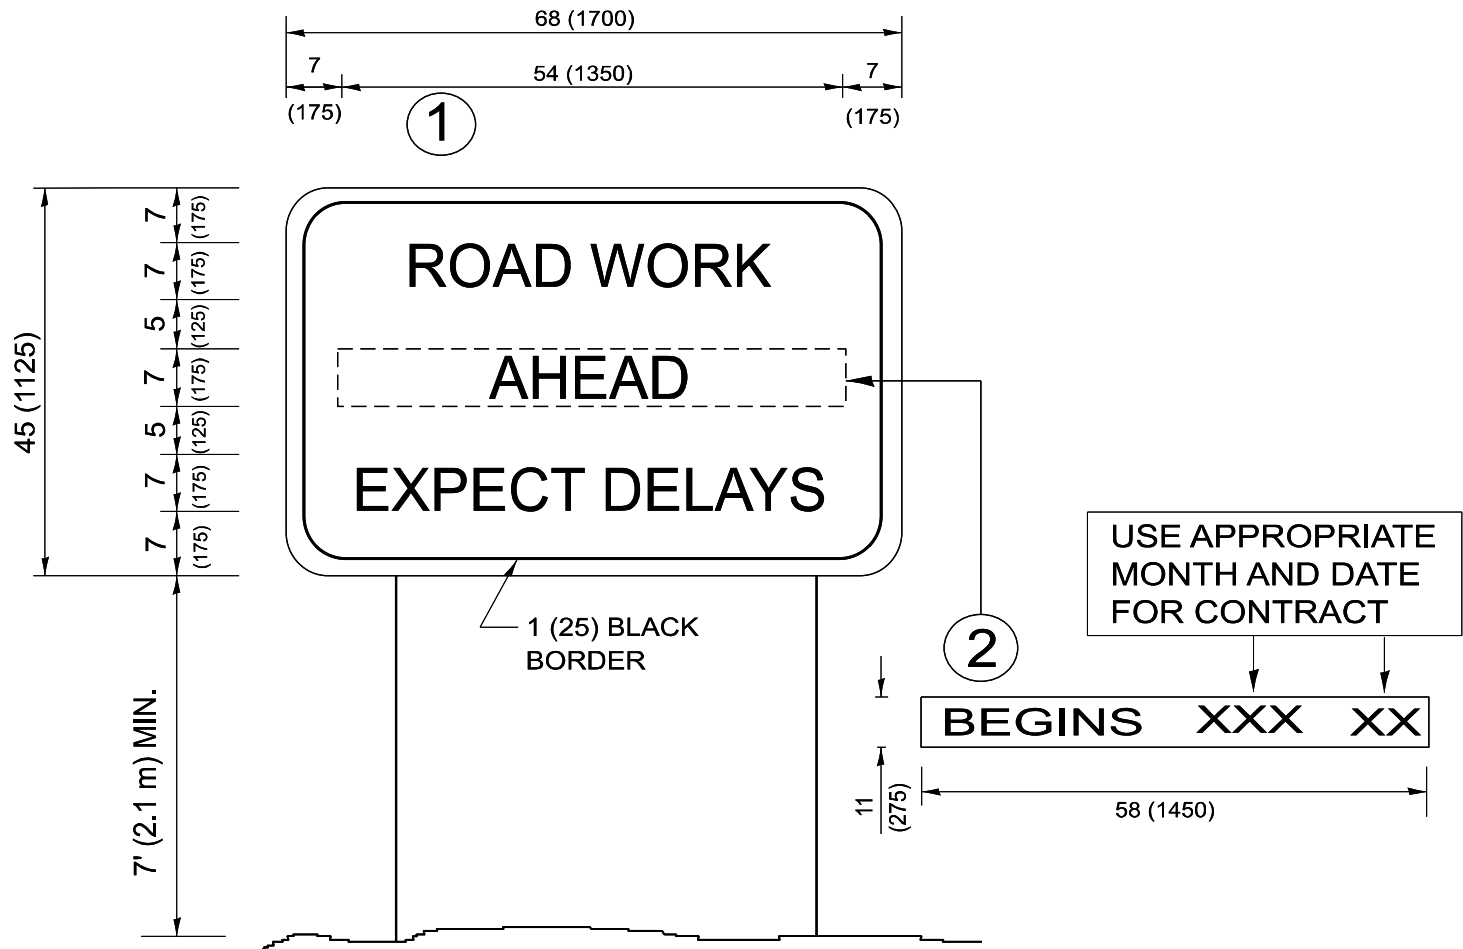 68 (1700)
7
54 (1350)
7
(175)
(175)
1
7
(175)
7
(175)
5
(125)
7
(175)
5
(125)
7
(175)
7
(175)
45 (1125)
ROAD WORK
AHEAD
EXPECT DELAYS
1 (25) BLACK
BORDER
7' (2.1 m) MIN.
2
USE APPROPRIATE
MONTH AND DATE
FOR CONTRACT
BEGINS XXX XX
11
(275)
58 (1450)